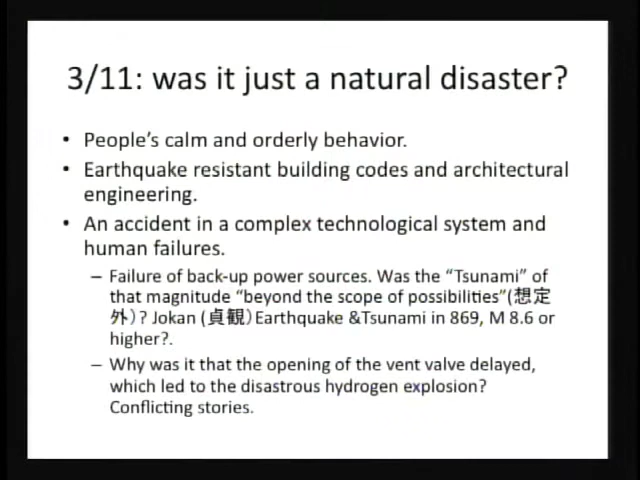 3/11: was it just a natural disaster?
• People's calm and orderly behavior.
• Earthquake resistant building codes and architectural
engineering.
• An accident in a complex technological system and
human failures.
– Failure of back-up power sources. Was the “Tsunami” of
that magnitude “beyond the scope of possibilities”(想定
外)? Jokan (貞観)Earthquake &Tsunami in 869, M 8.6 or
higher?.
– Why was it that the opening of the vent valve delayed,
which led to the disastrous hydrogen explosion?
Conflicting stories.